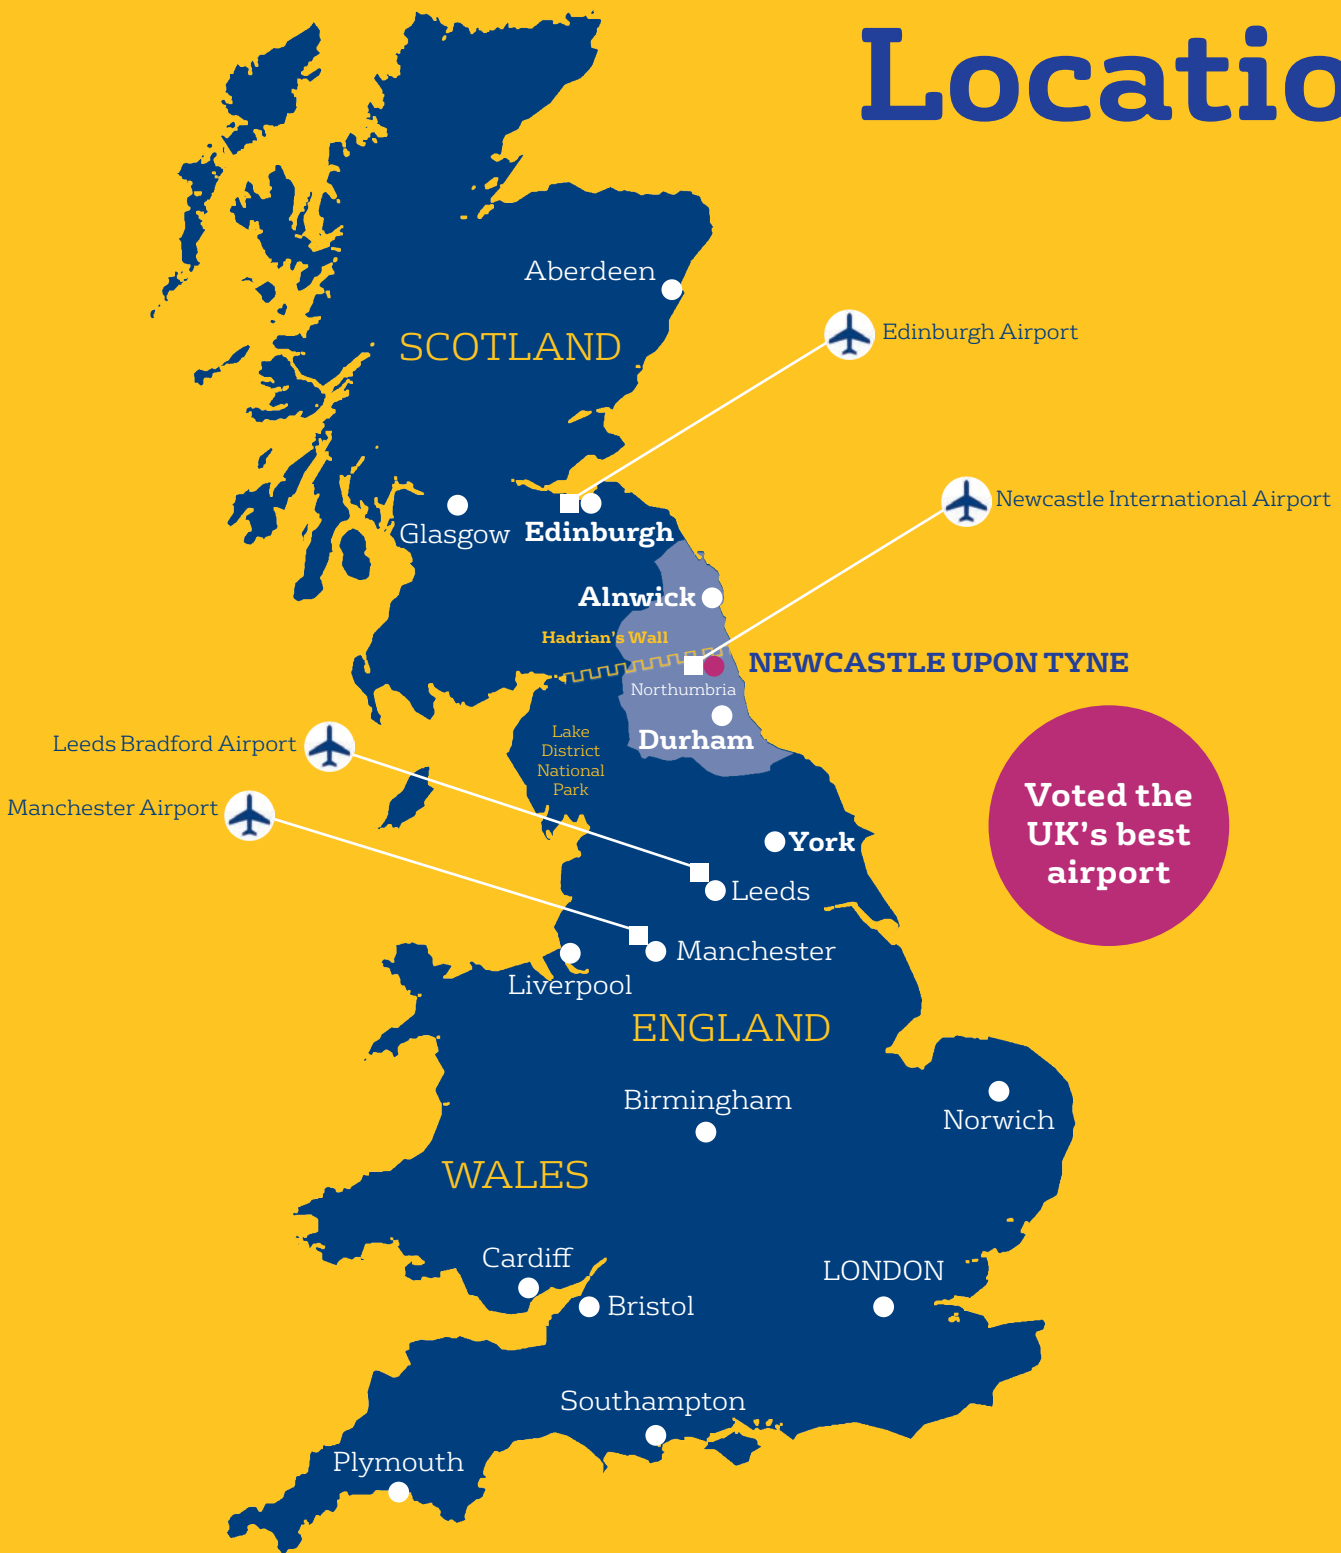 Locatio
Aberdeen
SCOTLAND
Edinburgh Airport
Newcastle International Airport
Glasgow
Edinburgh
Alnwick
Hadrian's Wall
NEWCASTLE UPON TYNE
Northumbria
Durham
Lake
District
National
Park
Leeds Bradford Airport
Manchester Airport
Voted the
UK's best
airport
York
Leeds
Manchester
Liverpool
ENGLAND
Birmingham
Norwich
WALES
Cardiff
Bristol
LONDON
Southampton
Plymouth